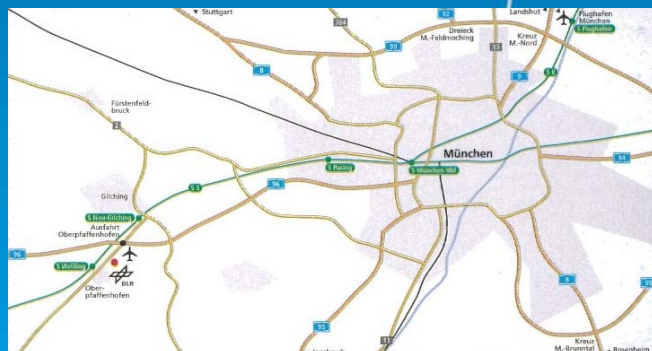 Stuttgart
Landshut
Flughafen
München
S Flughafen
304
92
Dreieck
M.-Feldmoching
13
Kreuz
M.-Nord
99
8
9
S 8
Fürstenfeld-
bruck
2
München
S Pasing
S München Hbf
94
S 5
96
Gilching
S Neu-Gilching
Ausfahrt
Oberpfaffenhofen
96
S Weßling
DLR
Ober-
pfaffenhofen
8
95
11
Kreuz
M.-Brunntal
Rosenheim